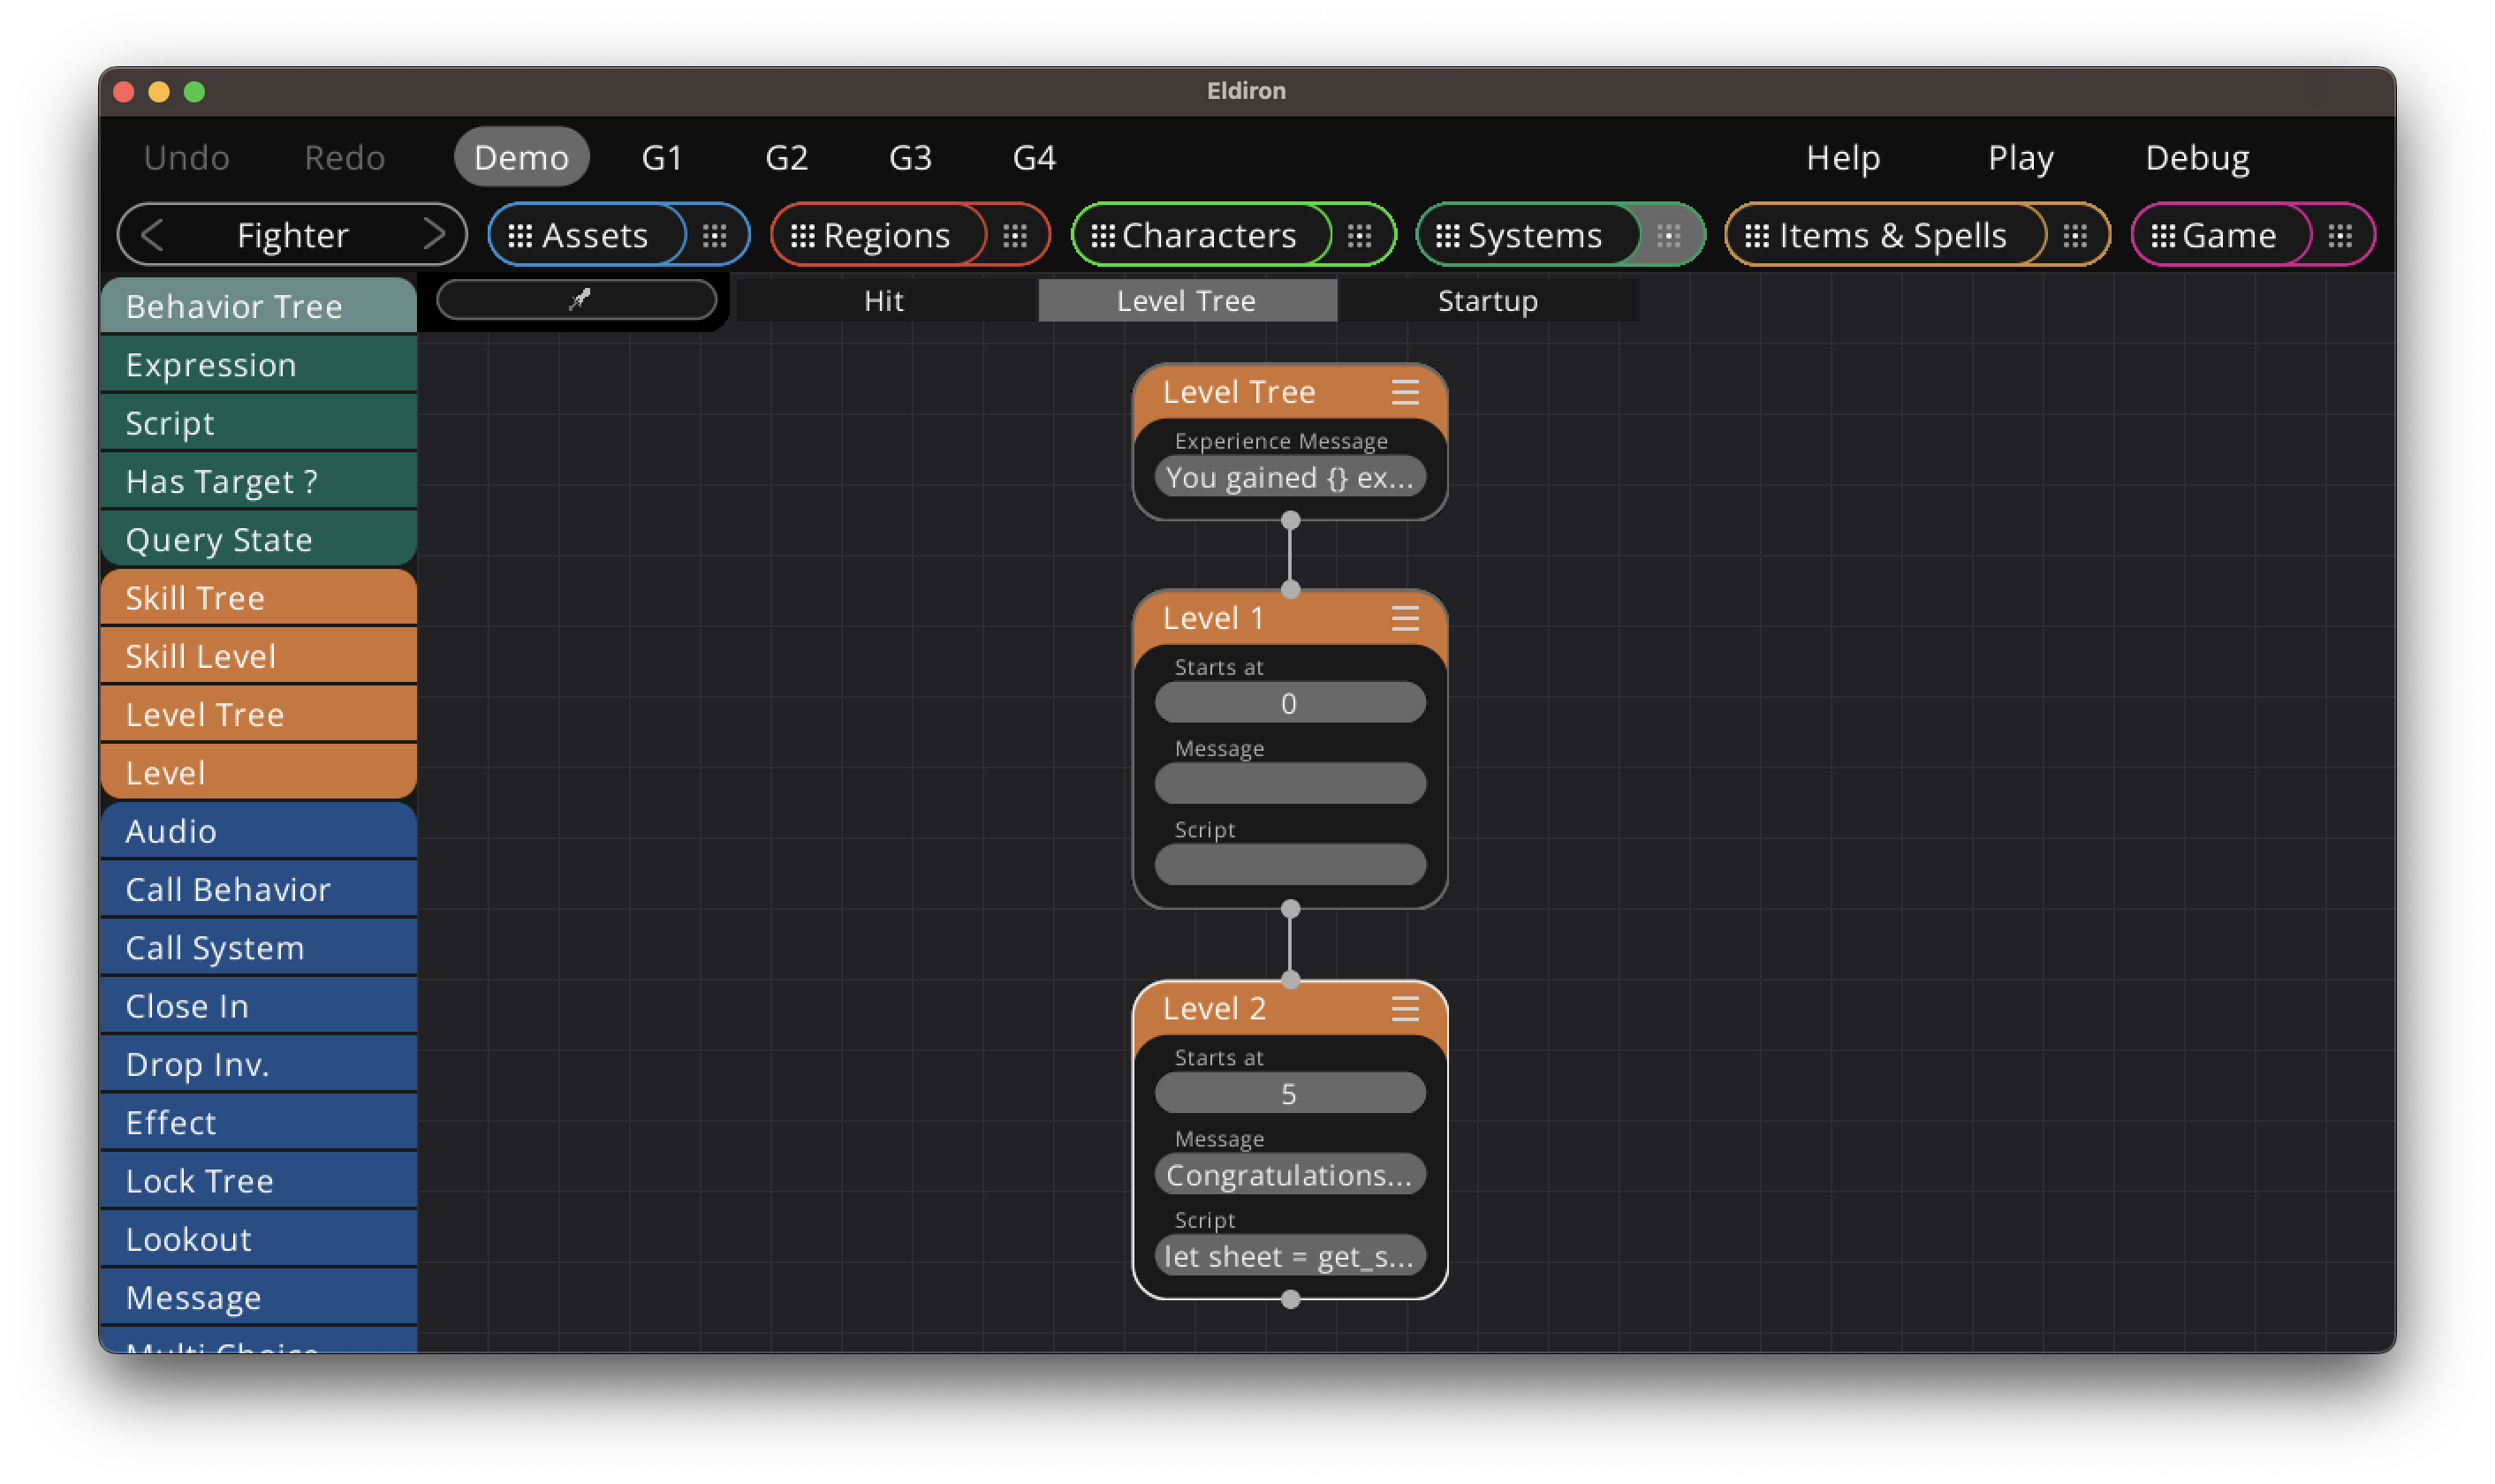 Eldiron
Undo Redo Demo G1 G2 G3 G4 Help Play Debug
Fighter Assets Regions Characters Systems Items & Spells Game
Hit Level Tree Startup
Behavior Tree
Expression
Script
Has Target ?
Query State
Skill Tree
Skill Level
Level Tree
Level
Audio
Call Behavior
Call System
Close In
Drop Inv.
Effect
Lock Tree
Lookout
Message
Multi Choice
Level Tree
Experience Message
You gained {} ex...
Level 1
Starts at
0
Message
Script
Level 2
Starts at
5
Message
Congratulations...
Script
let sheet = get_s...